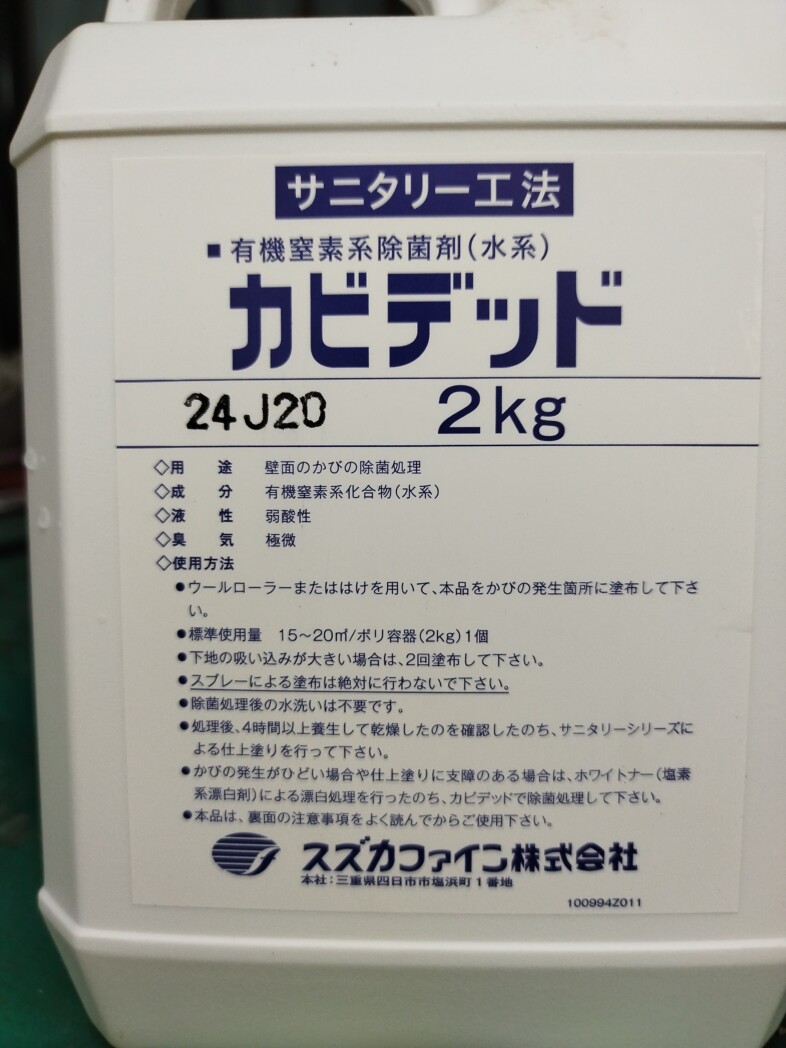 サニタリー工法
■有機窒素系除菌剤(水系)
カビデッド
24J20 2kg
◇用途 壁面のかびの除菌処理
◇成分 有機窒素系化合物(水系)
◇液性 弱酸性
◇臭気 極微
◇使用方法
●ウールローラーまたははけを用いて、本品をかびの発生箇所に塗布して下さ
い。
●標準使用量 15〜20㎡/ポリ容器(2kg)1個
●下地の吸い込みが大きい場合は、2回塗布して下さい。
●スプレーによる塗布は絶対に行わないで下さい。
●除菌処理後の水洗いは不要です。
●処理後、4時間以上養生して乾燥したのを確認したのち、サニタリーシリーズに
よる仕上塗りを行って下さい。
●かびの発生がひどい場合や仕上塗りに支障のある場合は、ホワイトナー(塩素
系漂白剤)による漂白処理を行ったのち、カビデッドで除菌処理して下さい。
●本品は、裏面の注意事項をよく読んでからご使用下さい。
スズカファイン株式会社
本社:三重県四日市市塩浜町1番地
100994Z011